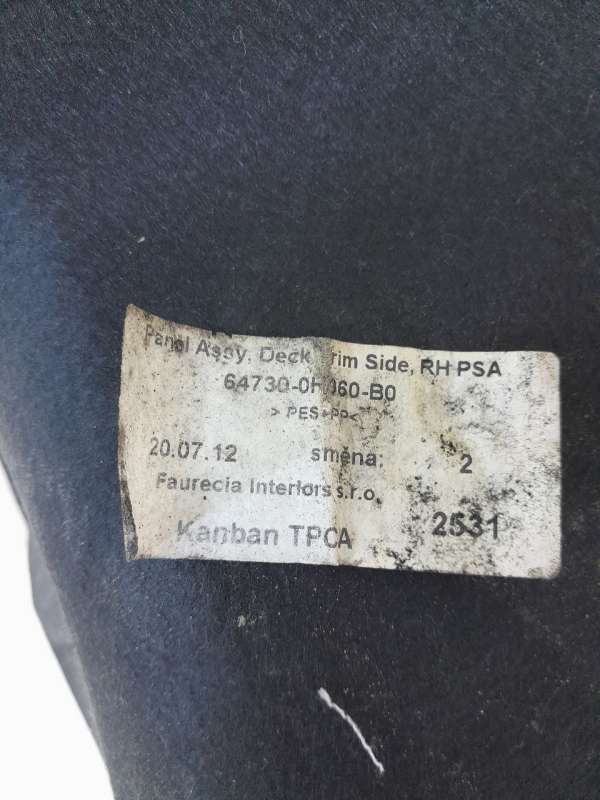 Panel Assy, Deck Trim Side, RH PSA
64730-0H060-B0
> PES+PP<
20.07.12 směna: 2
Faurecia Interiors s.r.o.
Kanban TPCA 2531